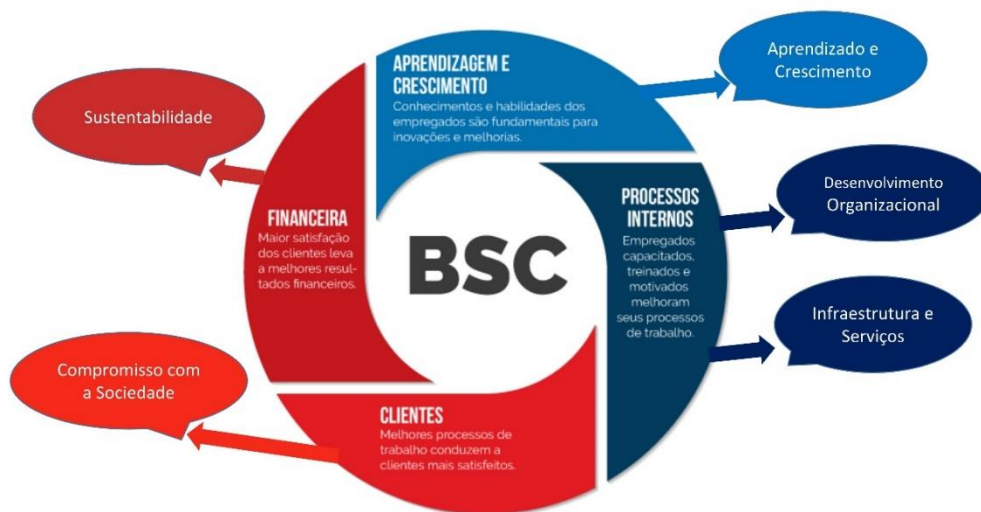 APRENDIZAGEM E
CRESCIMENTO
Conhecimentos e habilidades dos
empregados são fundamentais para
inovações e melhorias.
Aprendizado e
Crescimento
PROCESSOS
INTERNOS
Empregados
capacitados,
treinados e
motivados
melhoram
seus processos
de trabalho.
Desenvolvimento
Organizacional
Infraestrutura e
Serviços
CLIENTES
Melhores processos de
trabalho conduzem a
clientes mais satisfeitos.
Compromisso com
a Sociedade
FINANCEIRA
Maior satisfação
dos clientes leva
a melhores resul-
tados financeiros.
Sustentabilidade
BSC